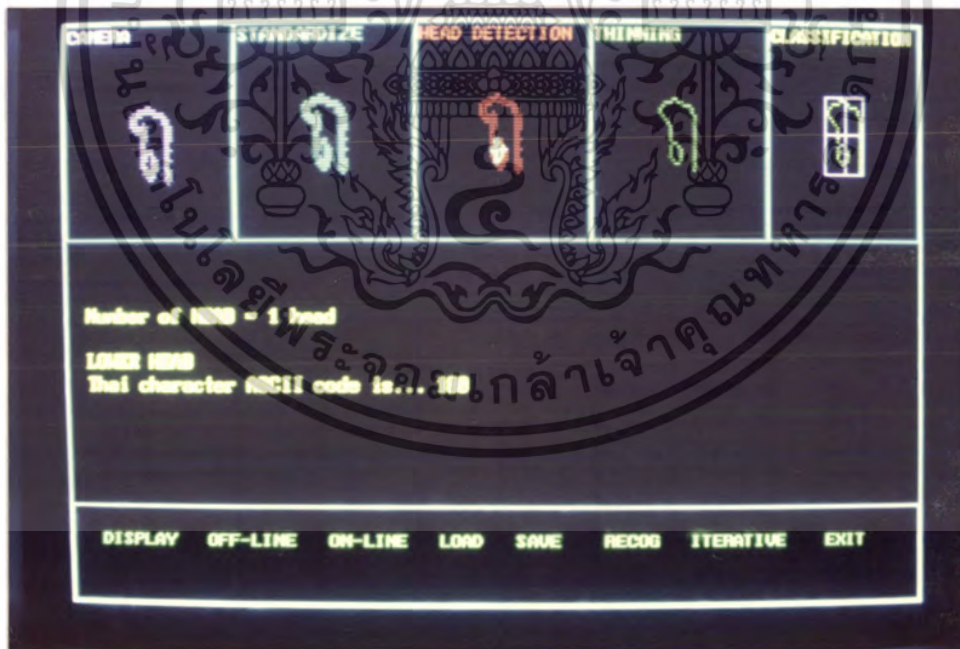 CAMERA STANDARDIZE HEAD DETECTION THINNING CLASSIFICATION
Number of HEAD = 1 head
LOWER HEAD
Thai character ASCII code is...
DISPLAY OFF-LINE ON-LINE LOAD SAVE RECOG ITERATIVE EXIT